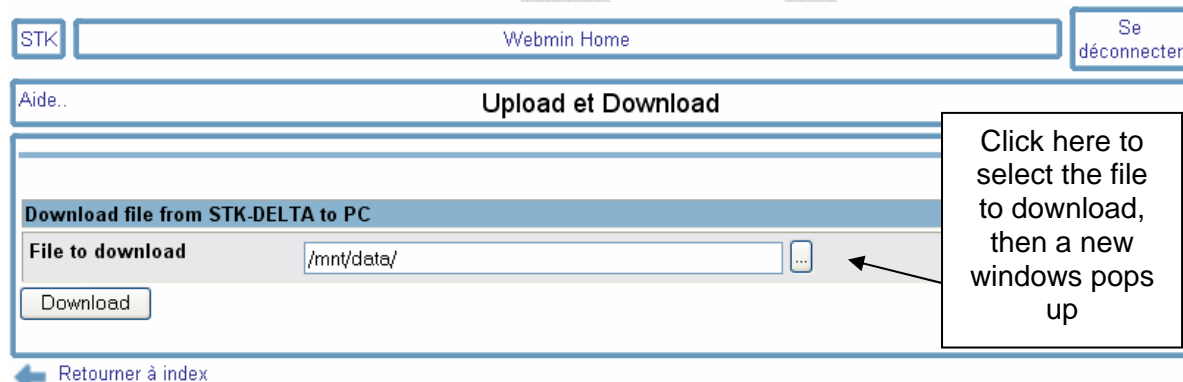 STK
Webmin Home
Se
déconnecter
Aide..
Upload et Download
Click here to
select the file
to download,
then a new
windows pops
up
Download file from STK-DELTA to PC
File to download
/mnt/data/
...
Download
Retourner à index